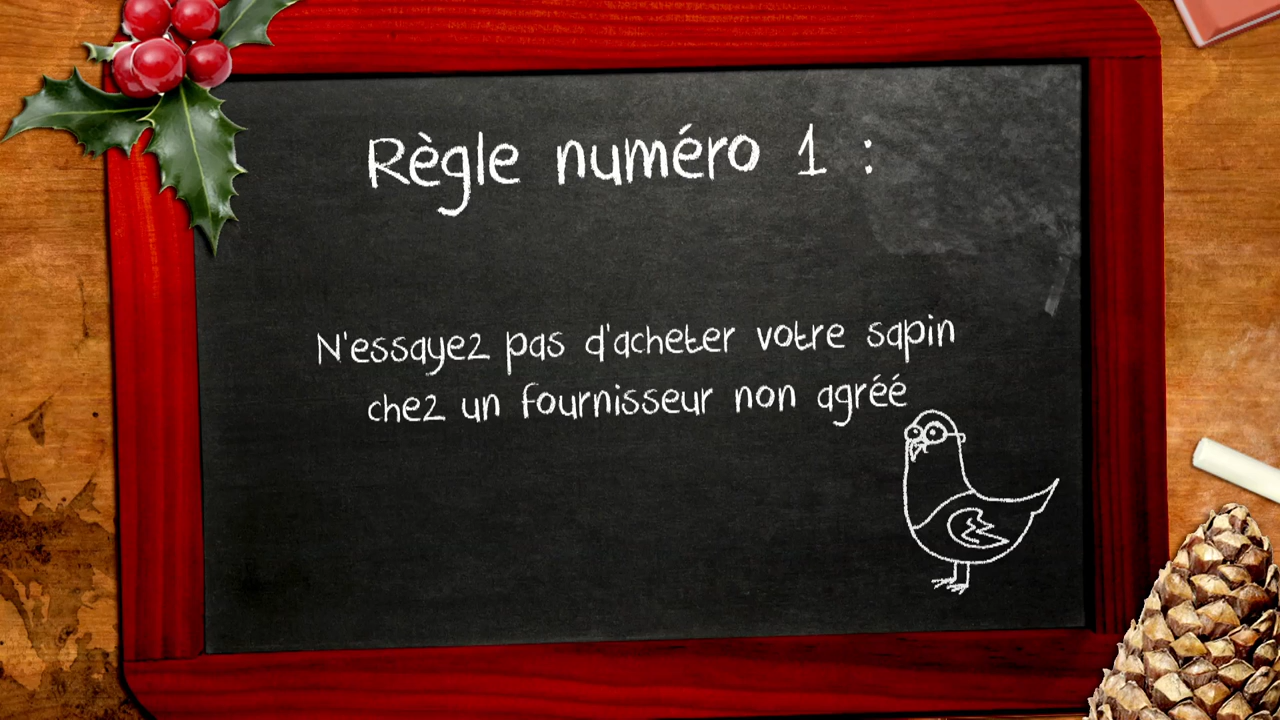 Règle numéro 1 :
N'essayez pas d'acheter votre sapin
chez un fournisseur non agréé